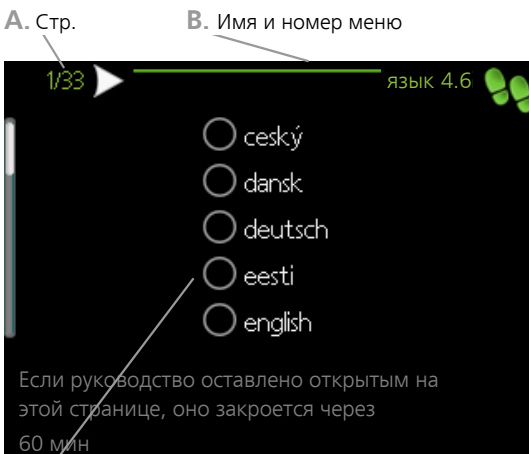 A. Стр.
B. Имя и номер меню
1/33
язык 4.6
ceský
dansk
deutsch
eesti
english
Если руководство оставлено открытым на
этой странице, оно закроется через
60 мин